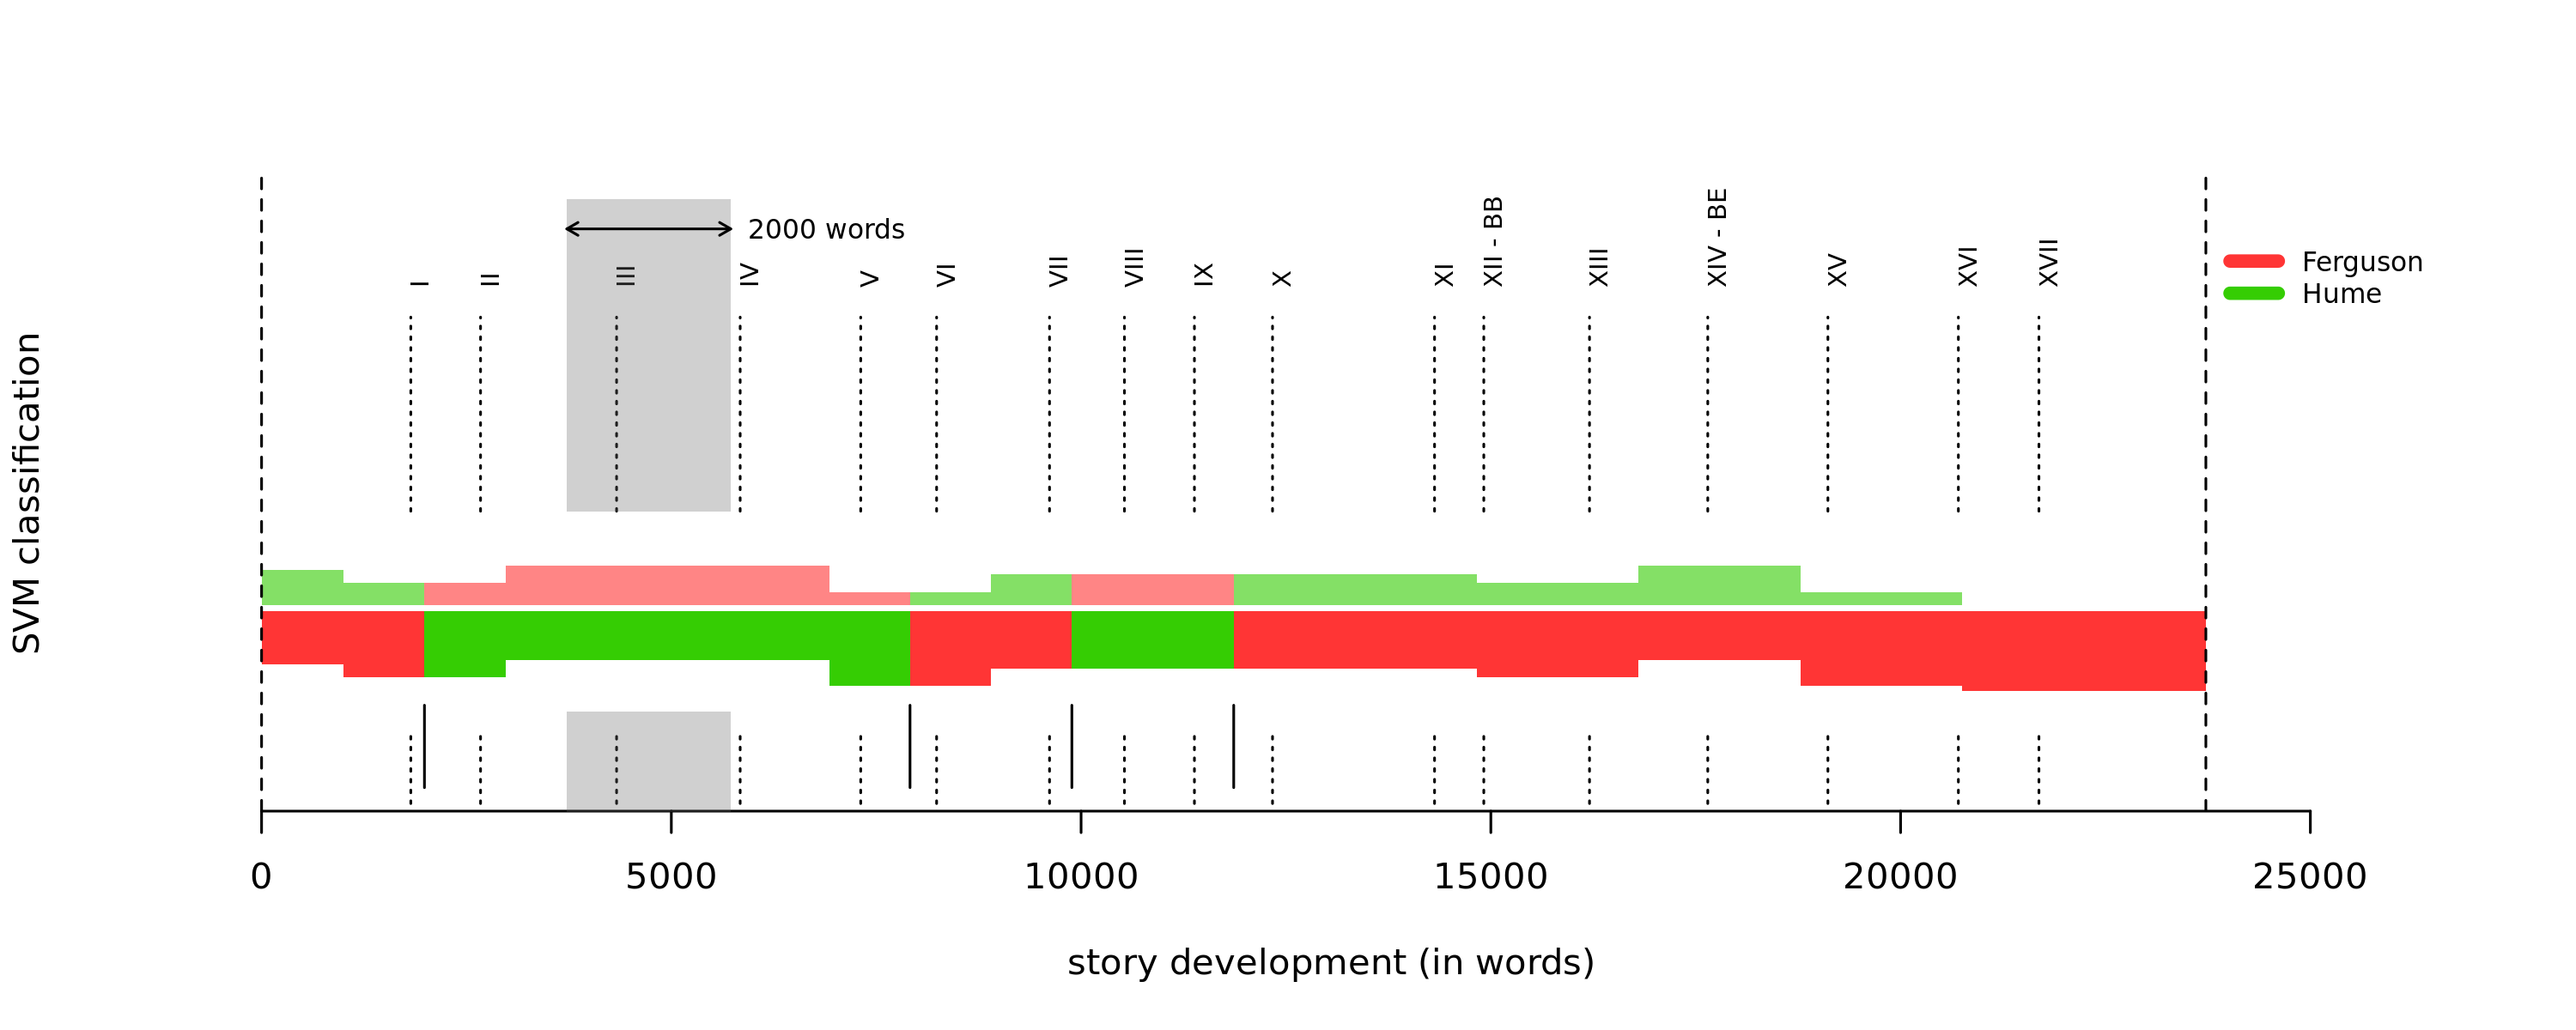 2000 words
I
II
III
IV
V
VI
VII
VIII
IX
X
XI
XII - BB
XIII
XIV - BE
XV
XVI
XVII
Ferguson
Hume
SVM classification
0
5000
10000
15000
20000
25000
story development (in words)